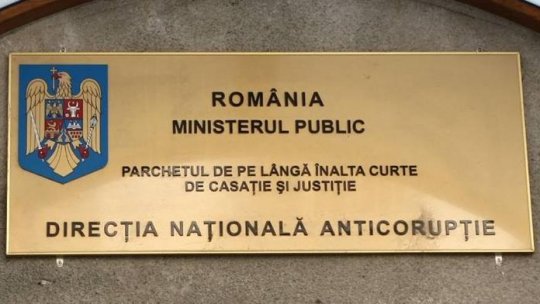 ROMÂNIA
MINISTERUL PUBLIC
PARCHETUL DE PE LÂNGĂ ÎNALTA CURTE
DE CASAȚIE ȘI JUSTIȚIE
DIRECȚIA NAȚIONALĂ ANTICORUPȚIE